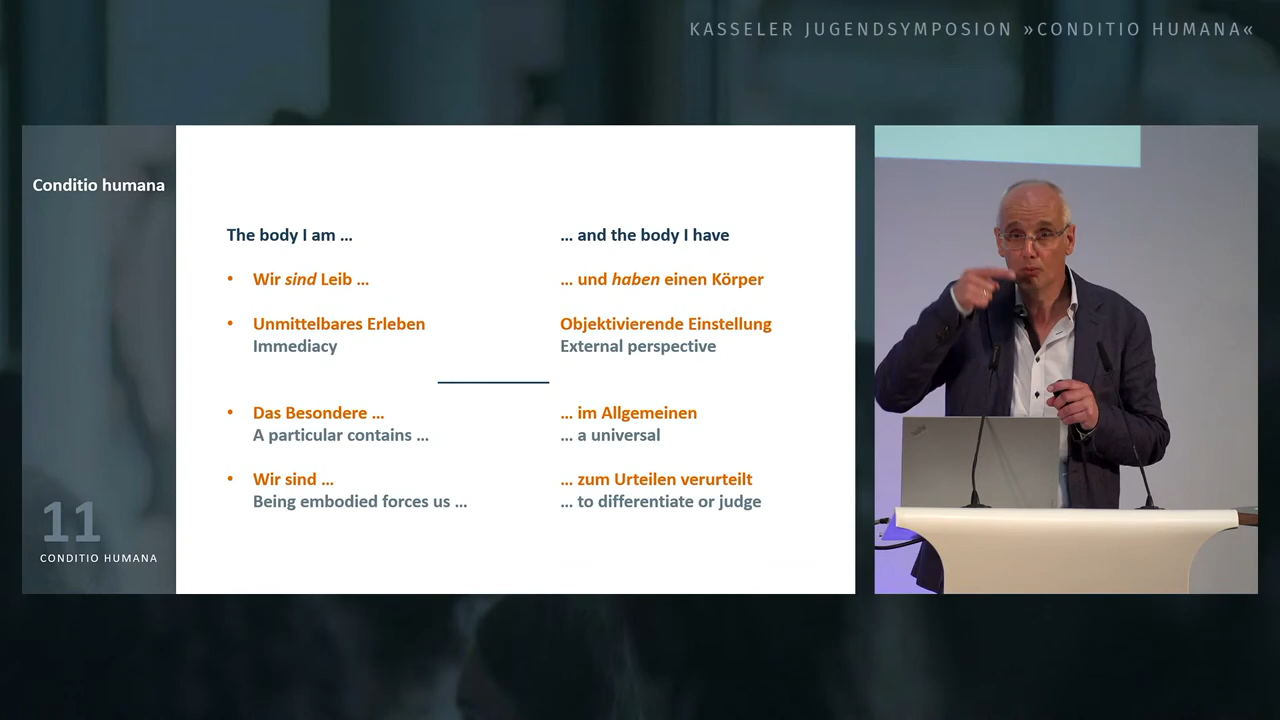 KASSELER JUGENDSYMPOSION »CONDITIO HUMANA«
Conditio humana
The body I am … … and the body I have
• Wir sind Leib … … und haben einen Körper
• Unmittelbares Erleben Objektivierende Einstellung
Immediacy External perspective
• Das Besondere … … im Allgemeinen
A particular contains … … a universal
• Wir sind … … zum Urteilen verurteilt
Being embodied forces us … … to differentiate or judge
11
CONDITIO HUMANA